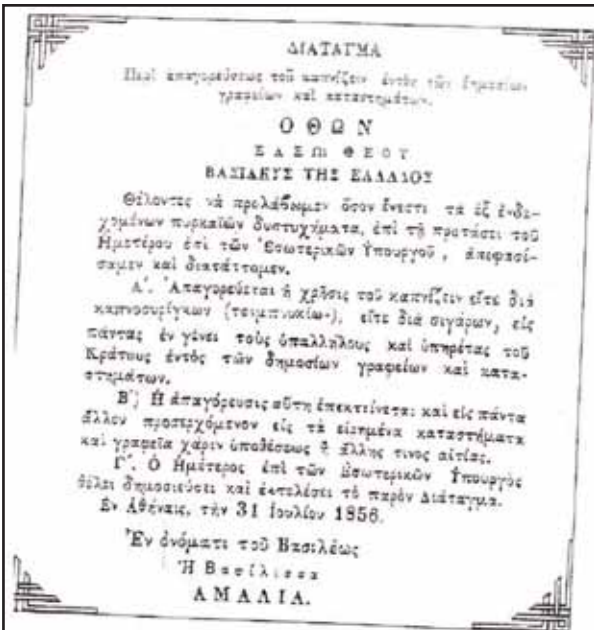 ΔΙΑΤΑΓΜΑ
Περὶ ἀπαγορεύσεως τοῦ καπνίζειν ἐντὸς τῶν δημοσίων
γραφείων καὶ καταστημάτων.
ΟΘΩΝ
ΕΛΕΩ ΘΕΟΥ
ΒΑΣΙΛΕΥΣ ΤΗΣ ΕΛΛΑΔΟΣ
Θέλοντες νὰ προλάβωμεν ὅσον ἔνεστι τὰ ἐξ ἐνδε-
χομένων πυρκαϊῶν δυστυχήματα, ἐπὶ τῇ προτάσει τοῦ
Ἡμετέρου ἐπὶ τῶν Ἐσωτερικῶν Ὑπουργοῦ, ἀπεφασί-
σαμεν καὶ διατάττομεν.
Α΄. Ἀπαγορεύεται ἡ χρῆσις τοῦ καπνίζειν εἴτε διὰ
καπνοσυρίγκων (τσιμπουκίων), εἴτε διὰ σιγάρων, εἰς
πάντας ἐν γένει τοὺς ὑπαλλήλους καὶ ὑπηρέτας τοῦ
Κράτους ἐντὸς τῶν δημοσίων γραφείων καὶ κατα-
στημάτων.
Β΄. Ἡ ἀπαγόρευσις αὕτη ἐπεκτείνεται καὶ εἰς πάντα
ἄλλον προσερχόμενον εἰς τὰ εἰρημένα καταστήματα
καὶ γραφεῖα χάριν ὑποθέσεως ἢ ἄλλης τινος αἰτίας.
Γ΄. Ὁ Ἡμέτερος ἐπὶ τῶν Ἐσωτερικῶν Ὑπουργὸς
θέλει δημοσιεύσει καὶ ἐκτελέσει τὸ παρὸν Διάταγμα.
Ἐν Ἀθήναις, τὴν 31 Ἰουλίου 1856.
Ἐν ὀνόματι τοῦ Βασιλέως
Ἡ Βασίλισσα
ΑΜΑΛΙΑ.